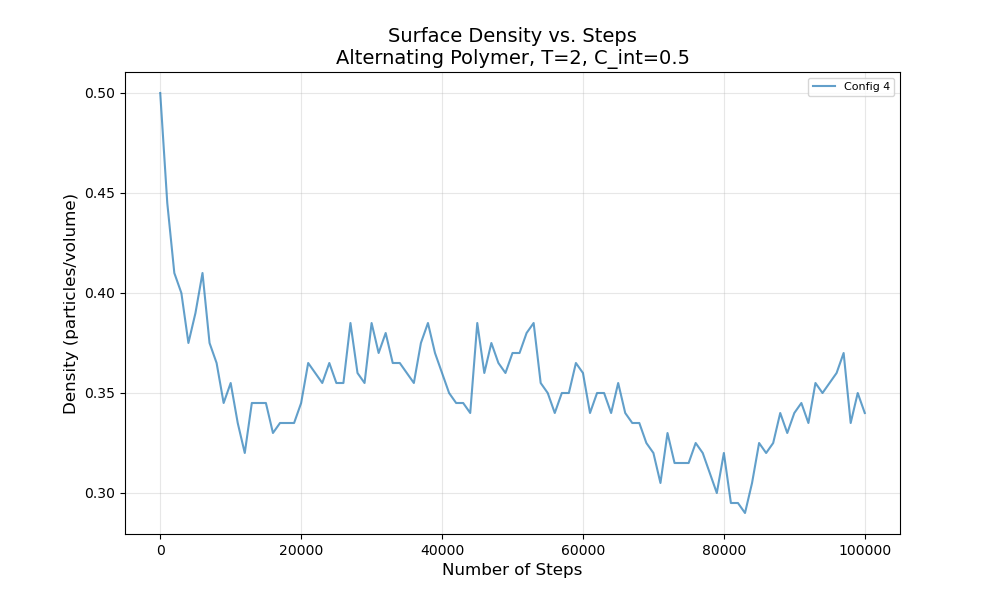 Surface Density vs. Steps
Alternating Polymer, T=2, C_int=0.5
Config 4
Density (particles/volume)
0.50
0.45
0.40
0.35
0.30
0
20000
40000
60000
80000
100000
Number of Steps